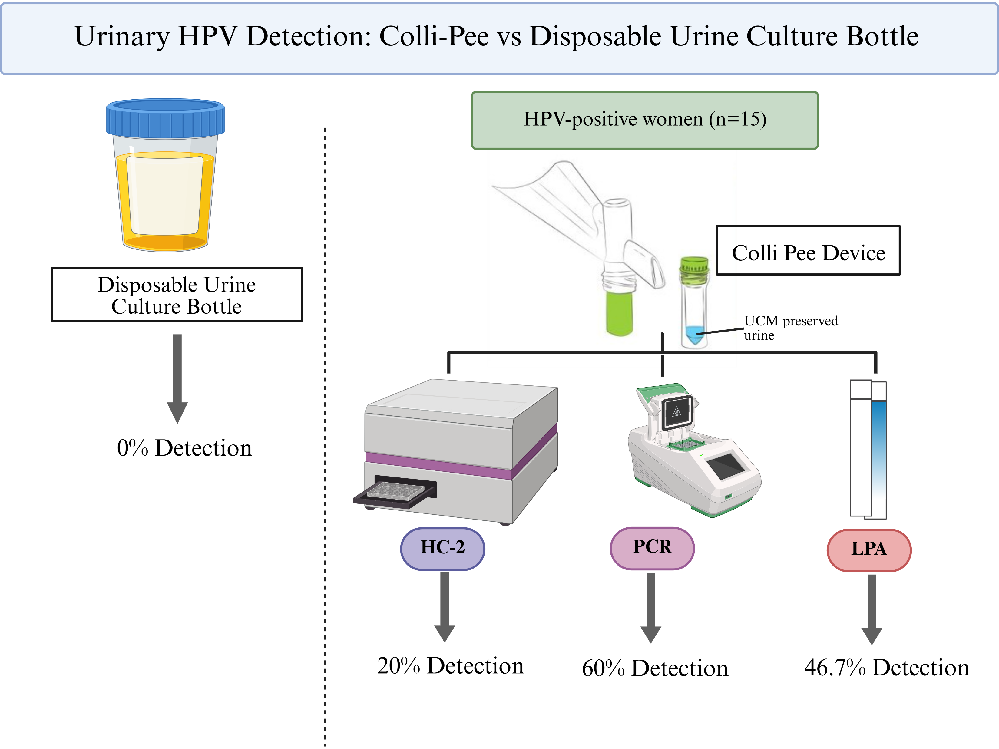 Urinary HPV Detection: Colli-Pee vs Disposable Urine Culture Bottle
Disposable Urine
Culture Bottle
0% Detection
HPV-positive women (n=15)
Colli Pee Device
UCM preserved
urine
HC-2
PCR
LPA
20% Detection
60% Detection
46.7% Detection